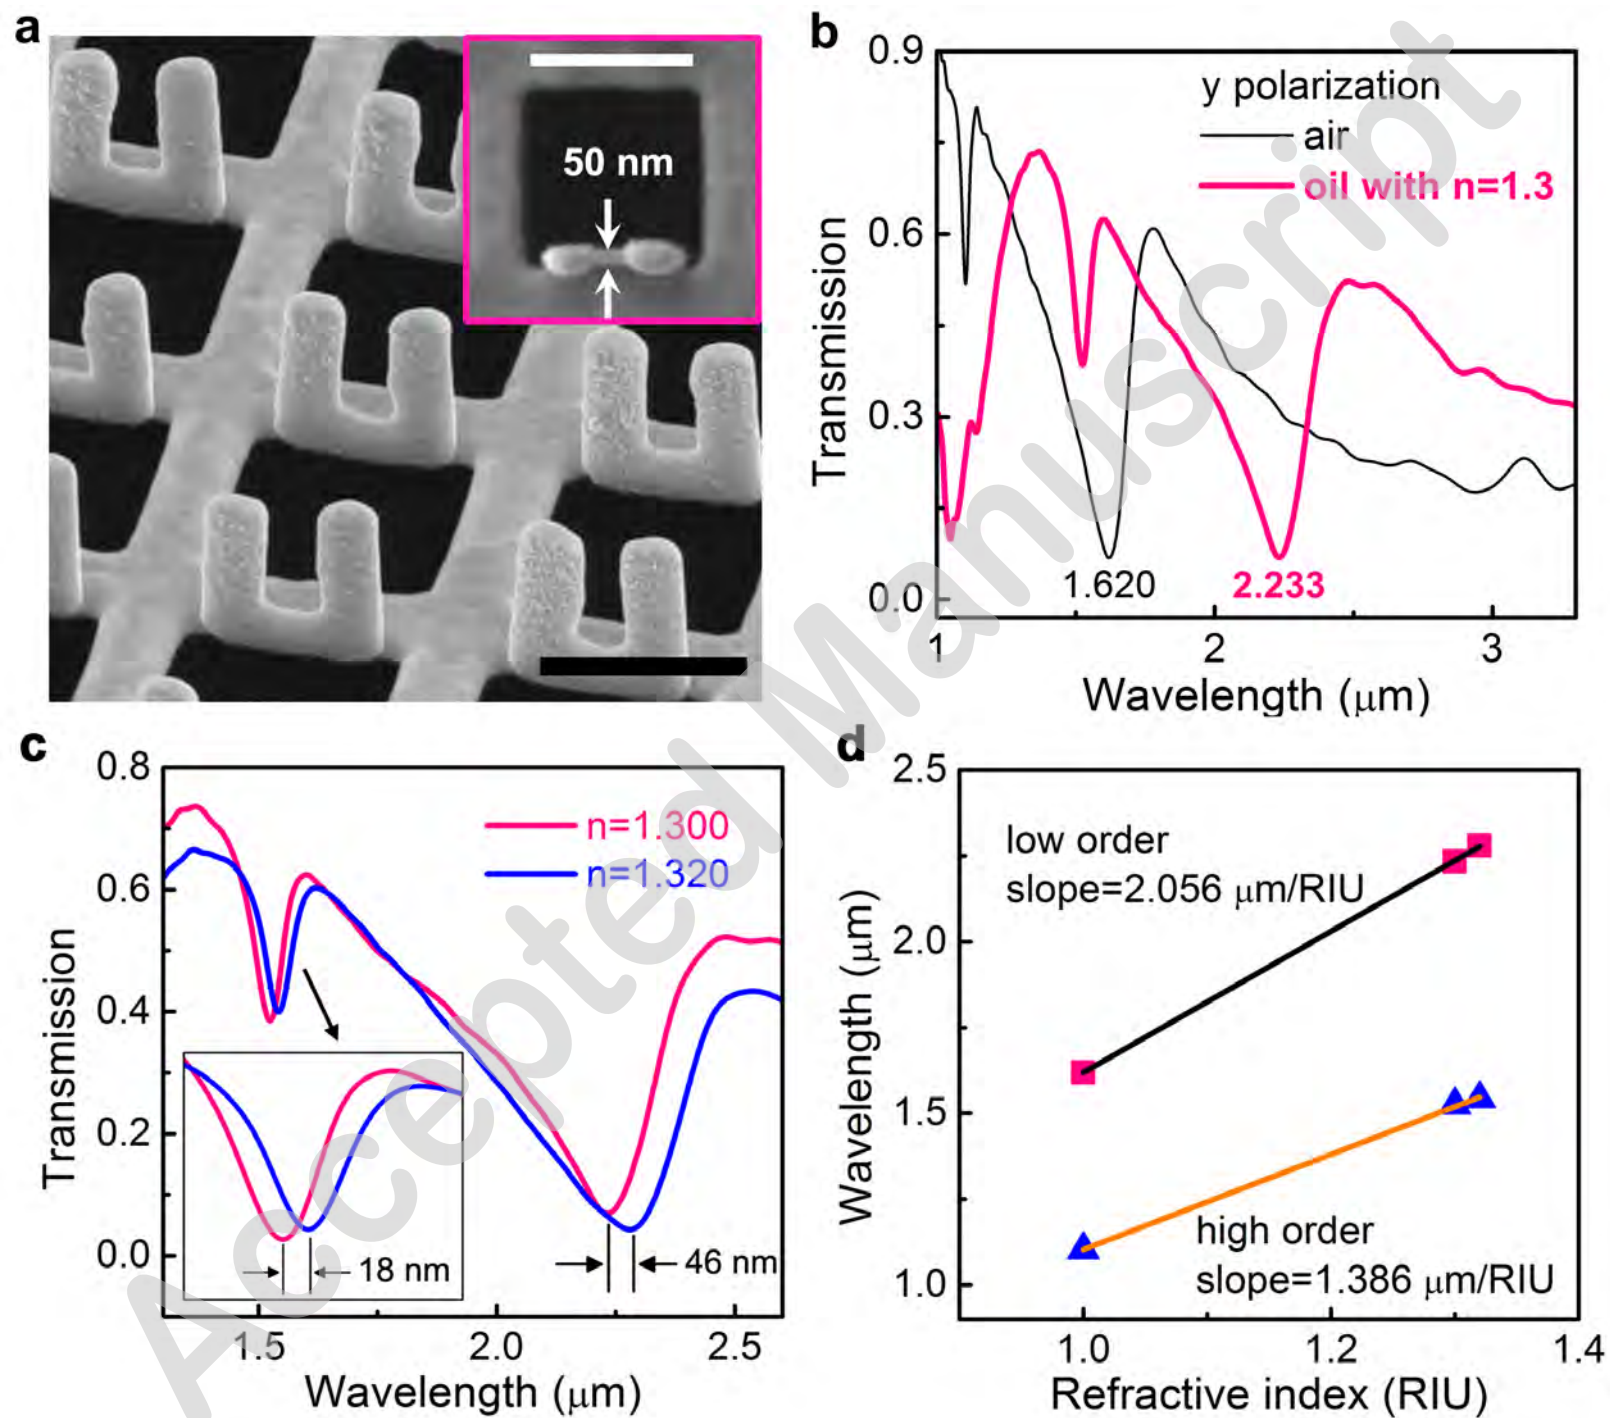 a
50 nm
b
0.9
0.6
0.3
0.0
Transmission
y polarization
air
oil with n=1.3
1.620
2.233
1
2
3
Wavelength (μm)
c
0.8
0.6
0.4
0.2
0.0
Transmission
n=1.300
n=1.320
18 nm
46 nm
1.5
2.0
2.5
Wavelength (μm)
d
2.5
2.0
1.5
1.0
Wavelength (μm)
low order
slope=2.056 μm/RIU
high order
slope=1.386 μm/RIU
1.0
1.2
1.4
Refractive index (RIU)
Accepted Manuscript